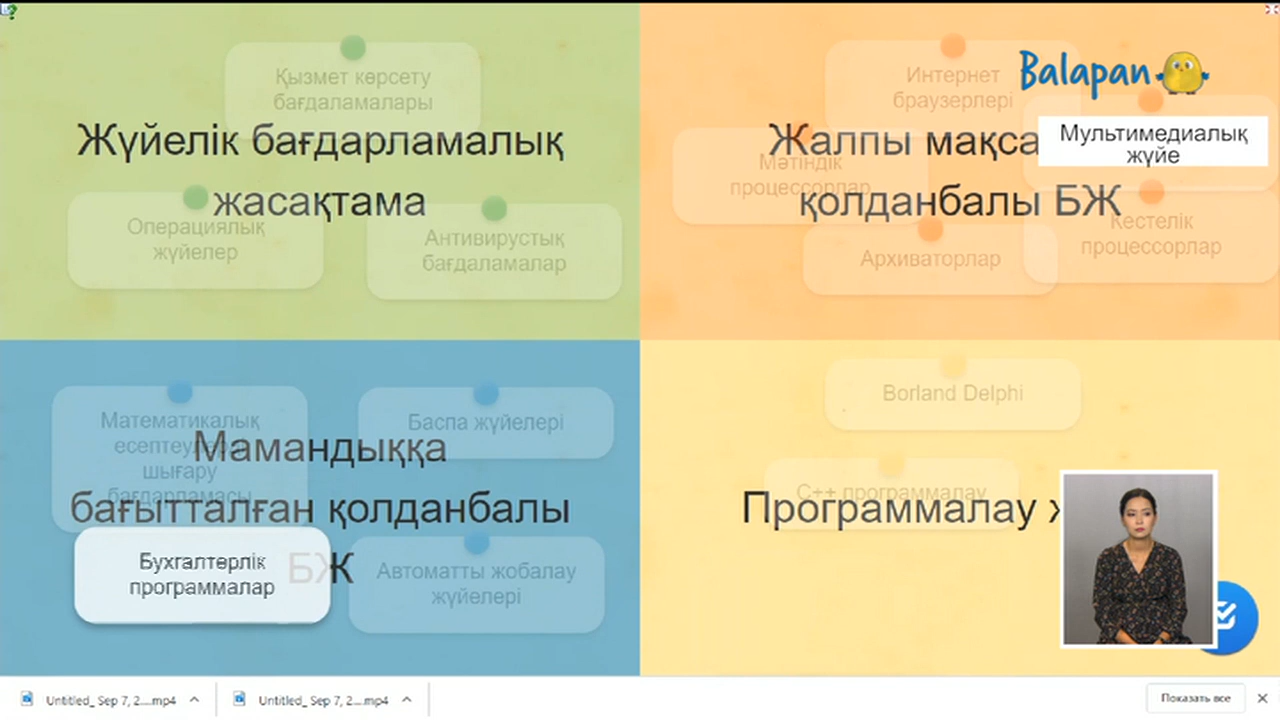 Қызмет көрсету
бағдаламалары
Жүйелік бағдарламалық
жасақтама
Операциялық
жүйелер
Антивирустық
бағдаламалар
Интернет
браузерлері
Balapan
Жалпы мақса
Мультимедиалық
жүйе
Мәтіндік
процессорлар
қолданбалы БЖ
Кестелік
процессорлар
Архиваторлар
Математикалық
есептеулерді
шығару
бағдарламасы
Баспа жүйелері
Мамандыққа
бағытталған қолданбалы
БЖ
Бухгалтерлік
программалар
Автоматты жобалау
жүйелері
Borland Delphi
C++ программалау
Программалау ж
Untitled_ Sep 7, 2....mp4
Untitled_ Sep 7, 2....mp4
Показать все